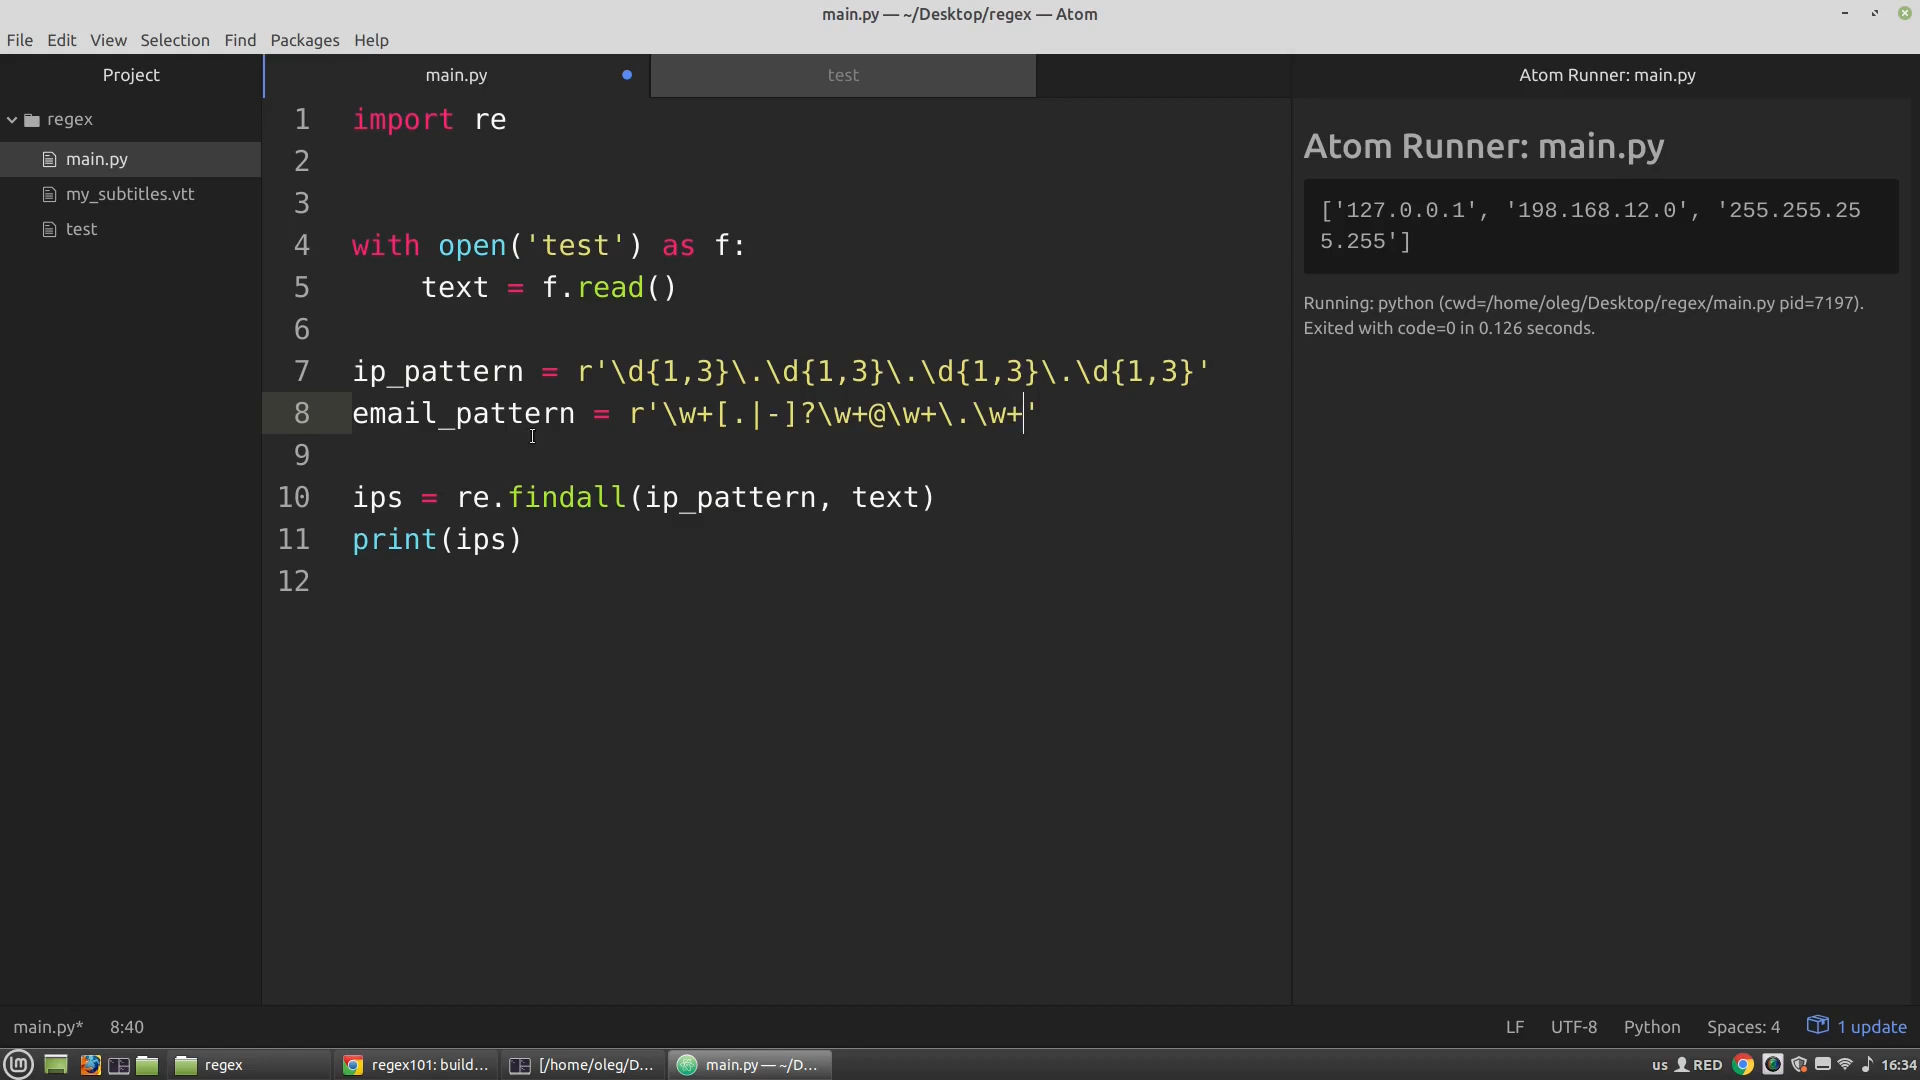 main.py — ~/Desktop/regex — Atom
File Edit View Selection Find Packages Help
Project
main.py
test
Atom Runner: main.py
regex
main.py
my_subtitles.vtt
test
1 import re
2
3
4 with open('test') as f:
5 text = f.read()
6
7 ip_pattern = r'\d{1,3}\.\d{1,3}\.\d{1,3}\.\d{1,3}'
8 email_pattern = r'\w+[.|-]?\w+@\w+\.\w+'
9
10 ips = re.findall(ip_pattern, text)
11 print(ips)
12
Atom Runner: main.py
['127.0.0.1', '198.168.12.0', '255.255.25
5.255']
Running: python (cwd=/home/oleg/Desktop/regex/main.py pid=7197).
Exited with code=0 in 0.126 seconds.
main.py* 8:40
LF UTF-8 Python Spaces: 4 1 update
regex
regex101: build...
[/home/oleg/D...
main.py — ~/D...
us RED 16:34